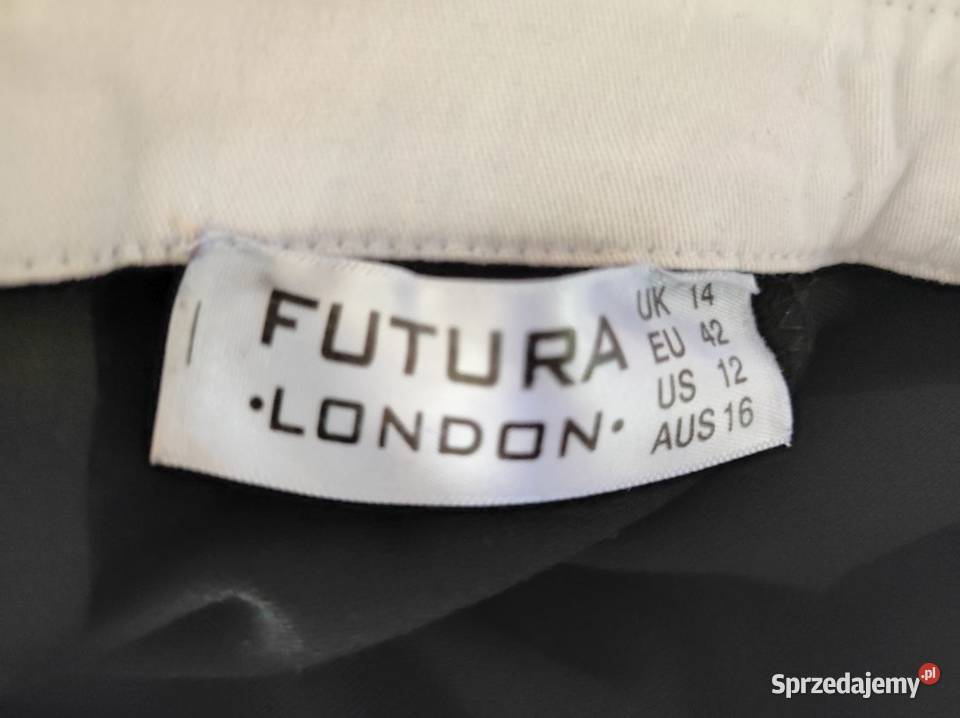 FUTURA
•LONDON•
UK 14
EU 42
US 12
AUS 16
Sprzedajemy.pl